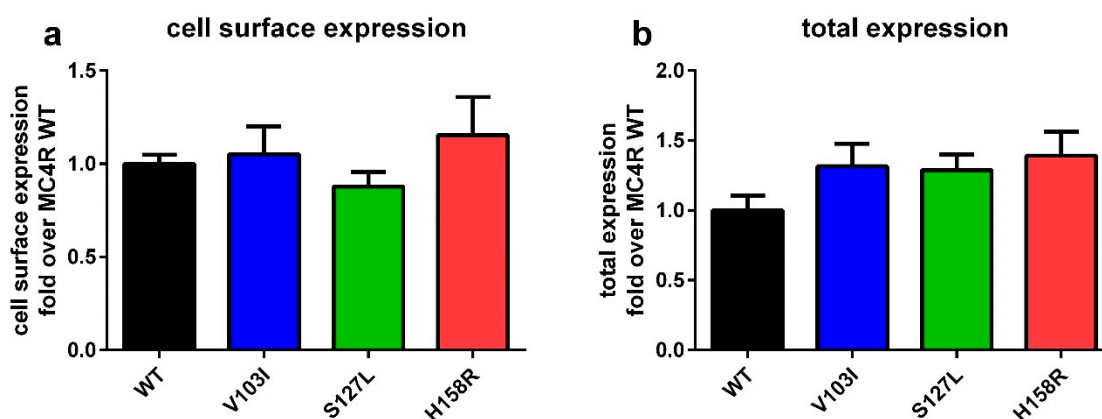 a
cell surface expression
cell surface expression
fold over MC4R WT
1.5
1.0
0.5
0.0
WT
V103I
S127L
H158R
b
total expression
total expression
fold over MC4R WT
2.0
1.5
1.0
0.5
0.0
WT
V103I
S127L
H158R